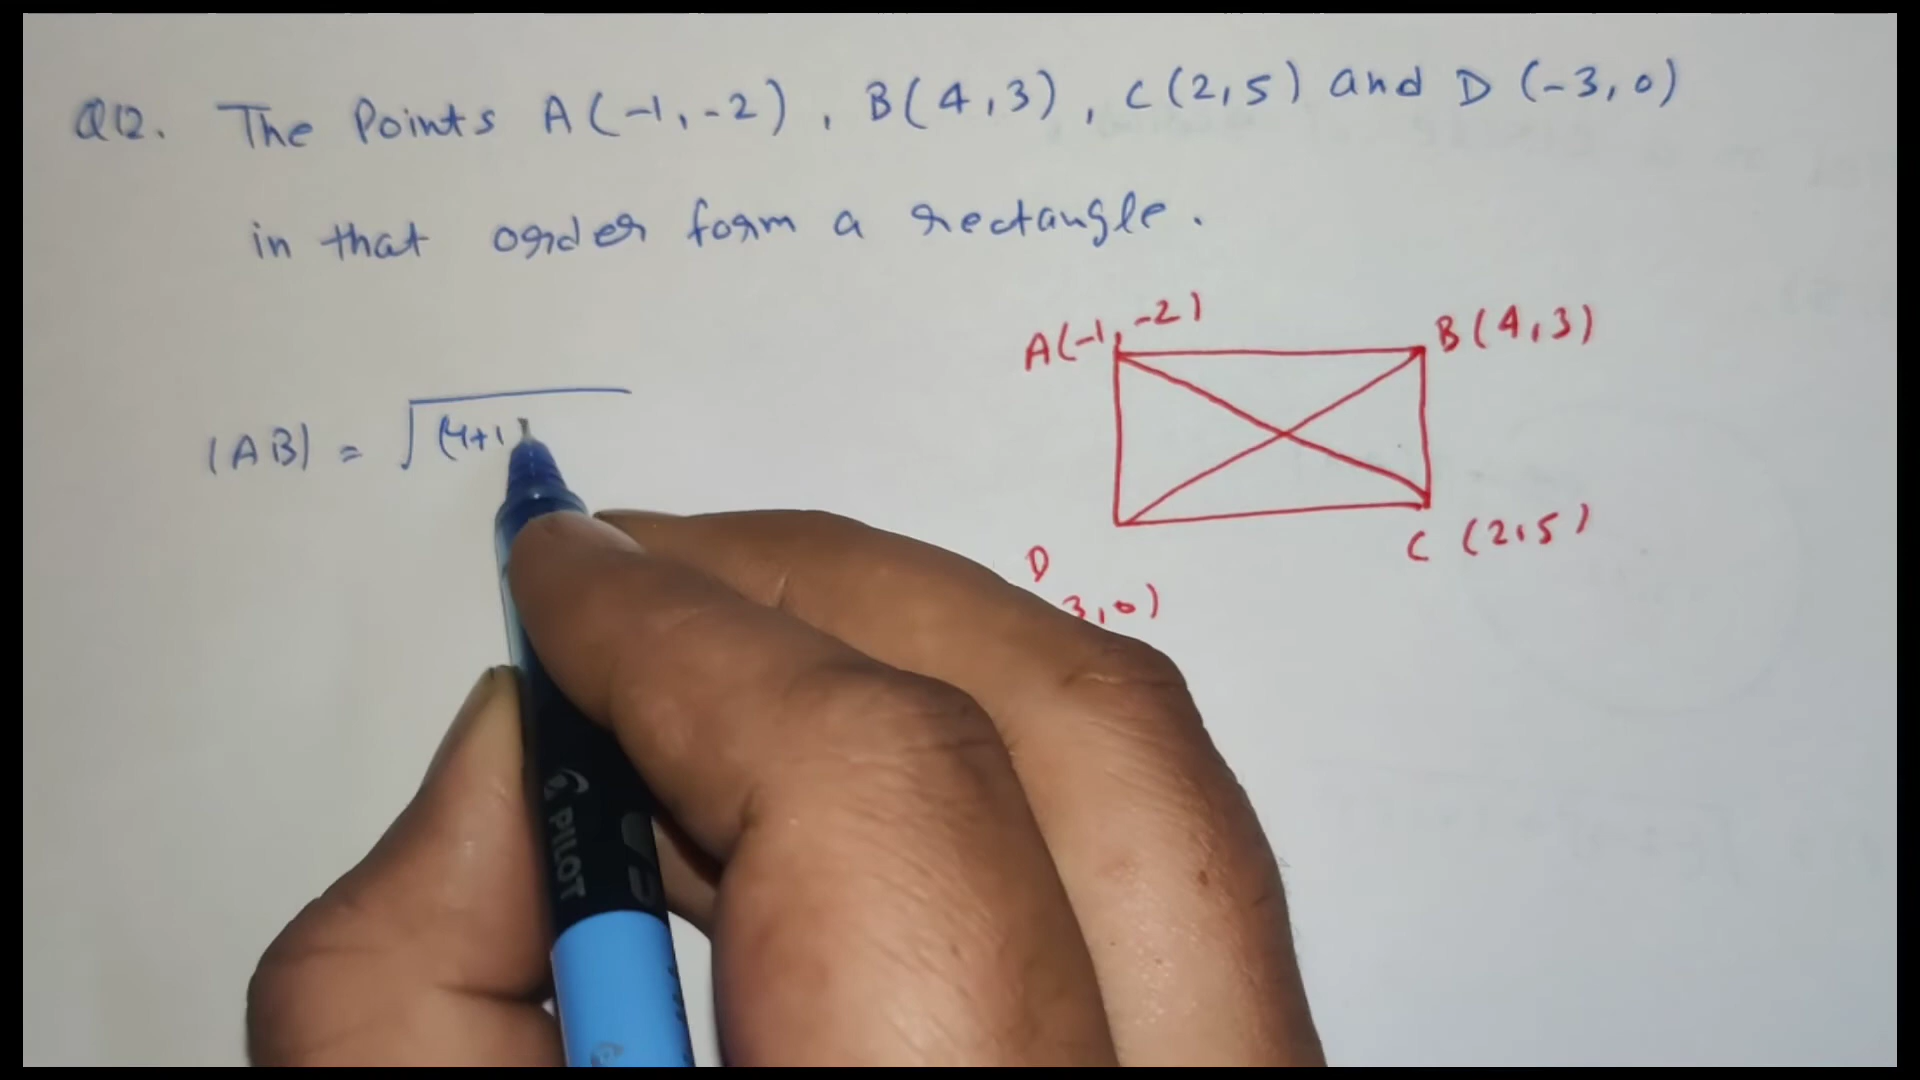 Q12. The Points A(-1,-2), B(4,3), C(2,5) and D (-3,0)
in that order form a rectangle.
A(-1,-2)
B(4,3)
|AB| = √(4+1)
D
3,0)
C (2,5)
PILOT